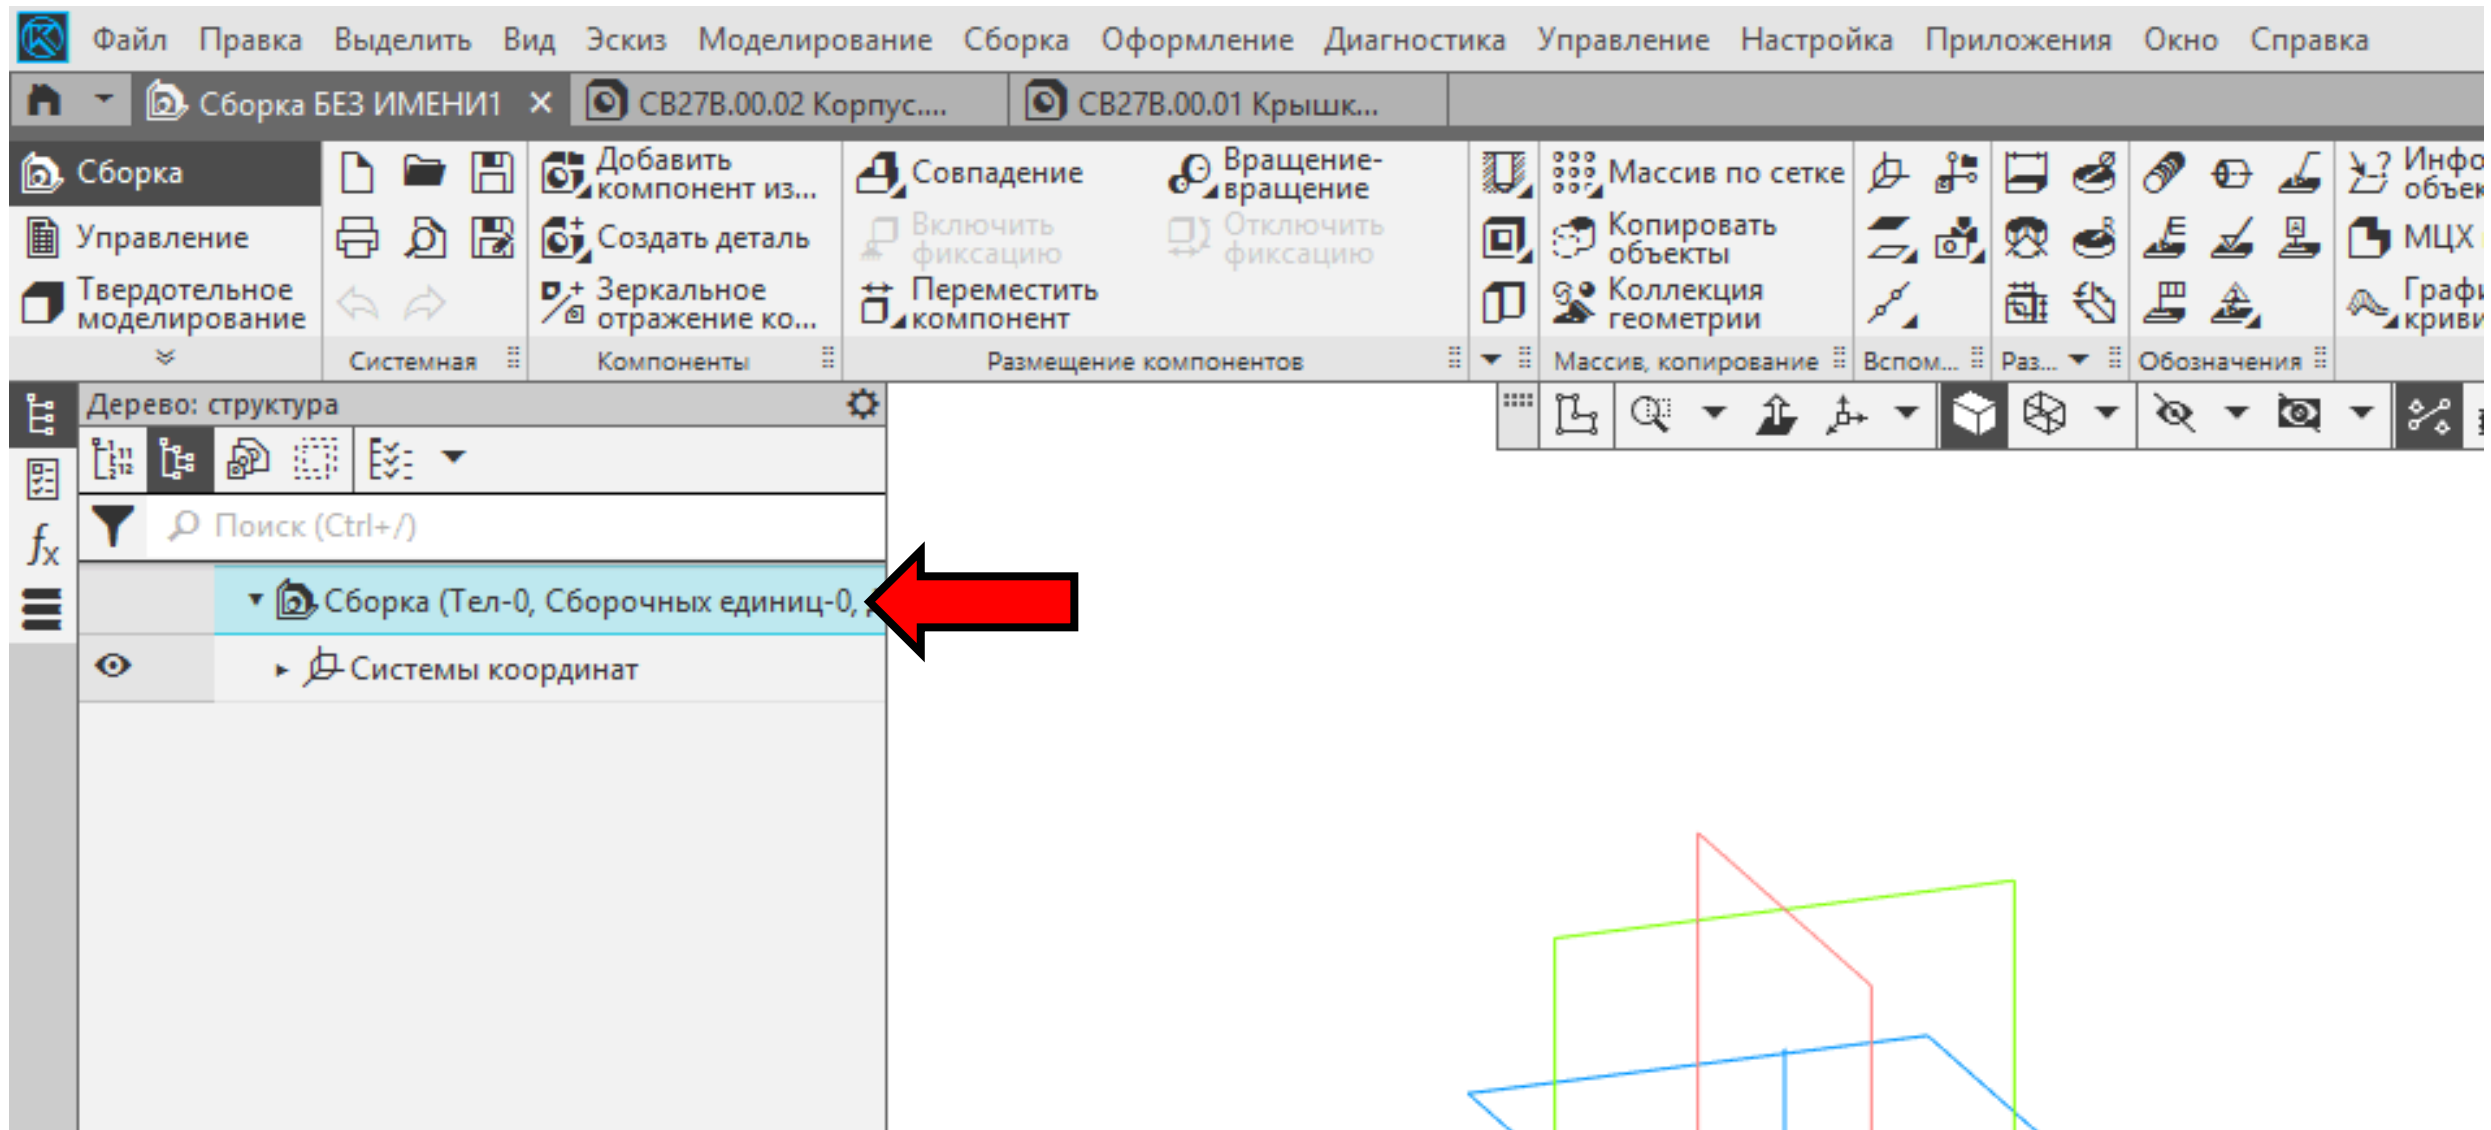 Файл Правка Выделить Вид Эскиз Моделирование Сборка Оформление Диагностика Управление Настройка Приложения Окно Справка
Сборка БЕЗ ИМЕНИ1 СВ27В.00.02 Корпус.... СВ27В.00.01 Крышк...
Сборка
Управление
Твердотельное
моделирование
Системная
Добавить
компонент из...
Создать деталь
Зеркальное
отражение ко...
Компоненты
Совпадение
Вращение-
вращение
Включить
фиксацию
Отключить
фиксацию
Переместить
компонент
Размещение компонентов
Массив по сетке
Копировать
объекты
Коллекция
геометрии
Массив, копирование
Вспом...
Раз...
Обозначения
МЦХ
Дерево: структура
Поиск (Ctrl+/)
Сборка (Тел-0, Сборочных единиц-0,
Системы координат